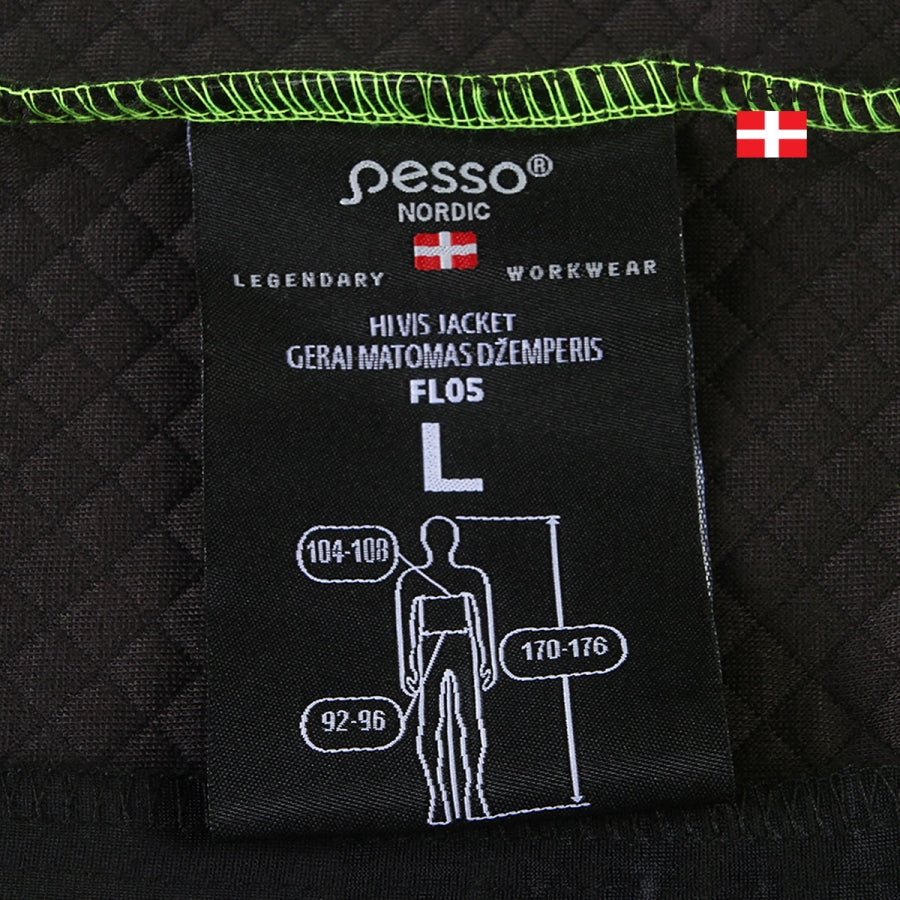 pesso®
NORDIC
LEGENDARY WORKWEAR
HI VIS JACKET
GERAI MATOMAS DŽEMPERIS
FL05
L
104-108
170-176
92-96